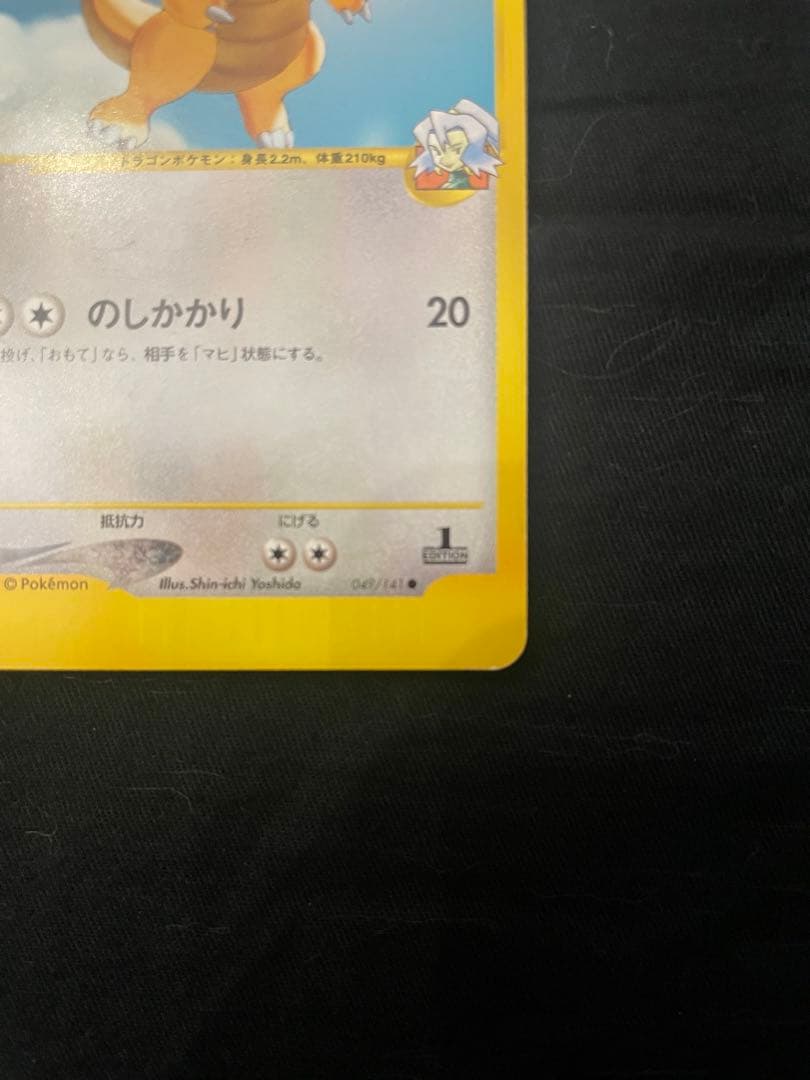 ドラゴンポケモン：身長2.2m、体重210kg
のしかかり 20
投げ、「おもて」なら、相手を「マヒ」状態にする。
抵抗力 にげる
1
EDITION
© Pokémon Illus.Shin-ichi Yoshida 049/141 ●